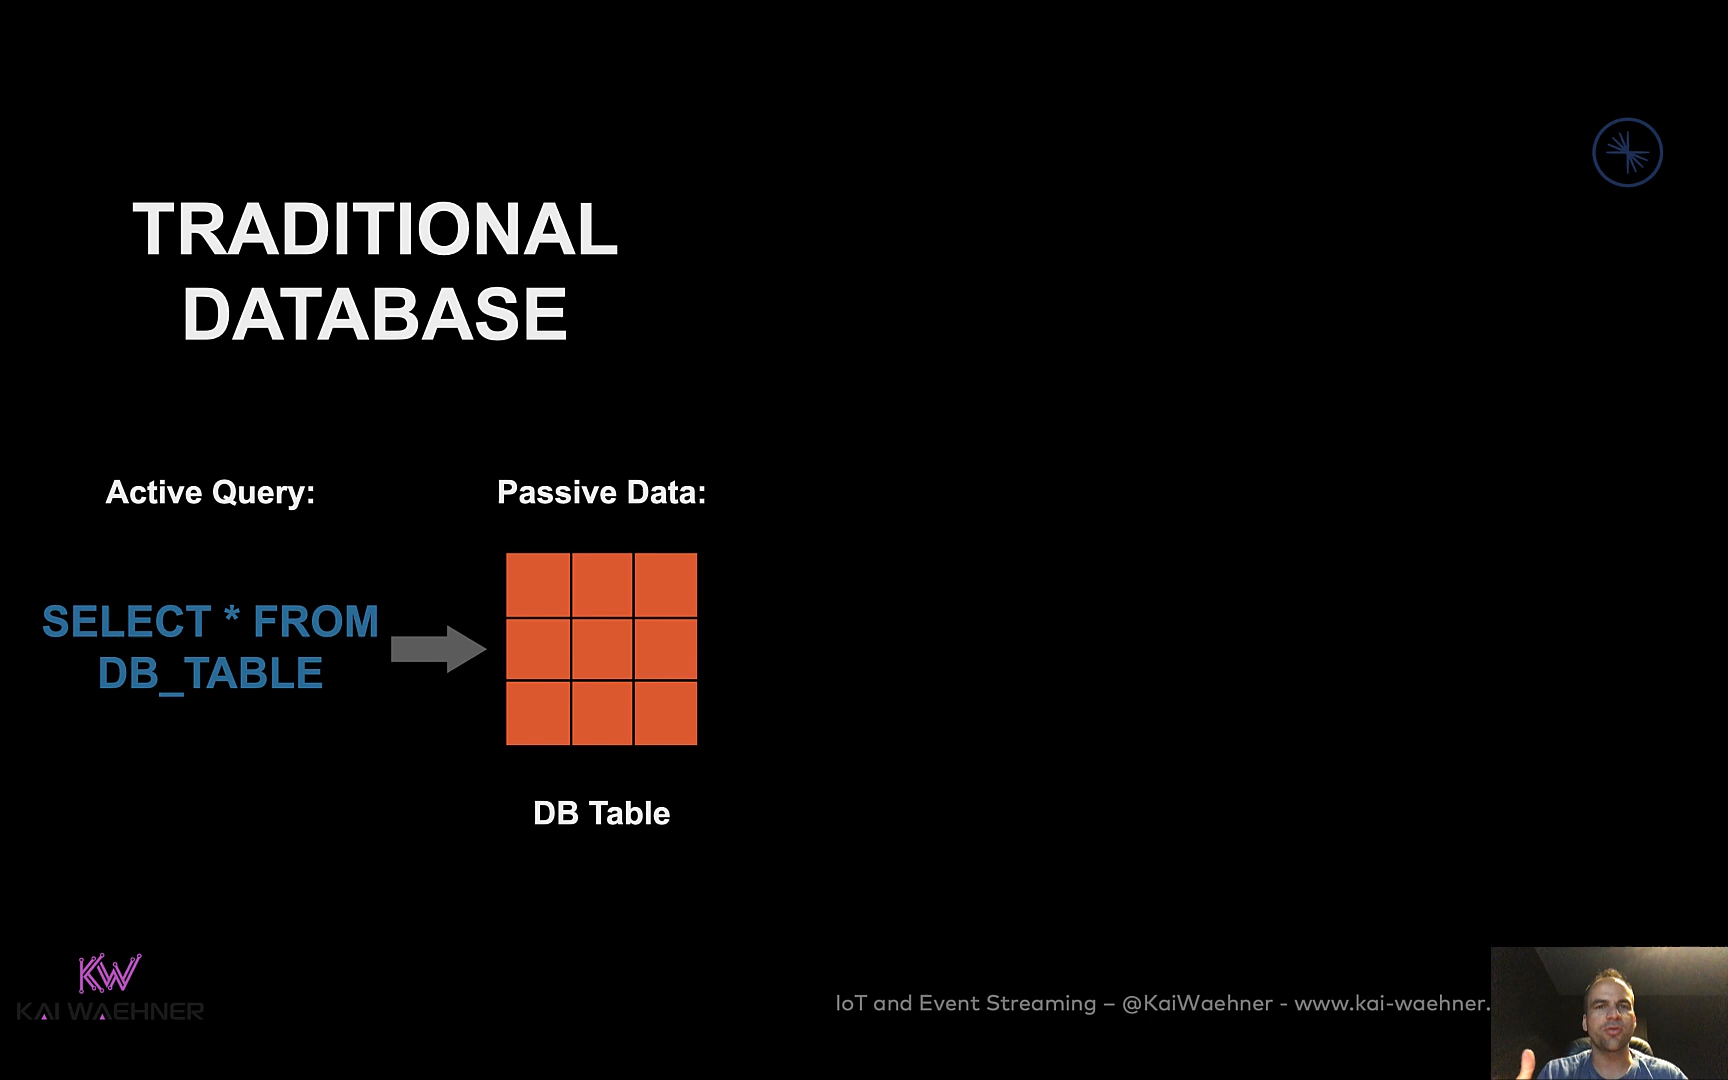 TRADITIONAL
DATABASE
Active Query:
Passive Data:
SELECT * FROM
DB_TABLE
DB Table
KW
KAI WAEHNER
IoT and Event Streaming – @KaiWaehner - www.kai-waehner.